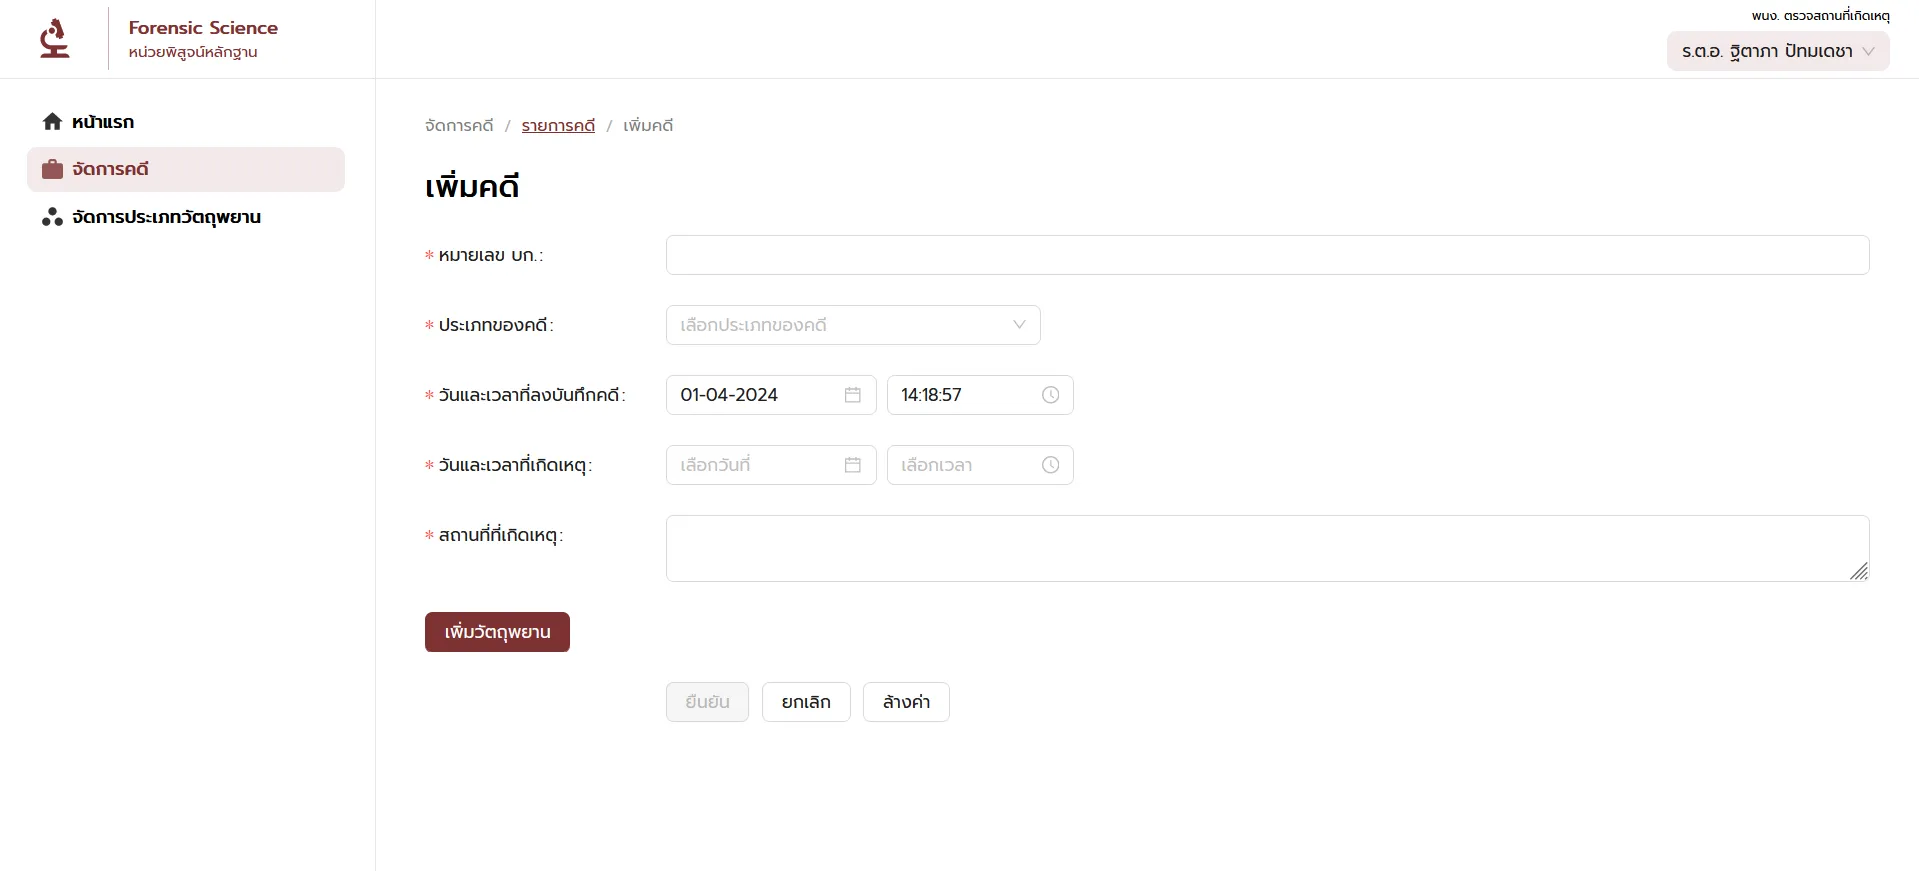 Forensic Science
หน่วยพิสูจน์หลักฐาน
พนง. ตรวจสถานที่เกิดเหตุ
ร.ต.อ. ฐิตาภา ปัทมเดชา
หน้าแรก
จัดการคดี
จัดการประเภทวัตถุพยาน
จัดการคดี / รายการคดี / เพิ่มคดี
เพิ่มคดี
* หมายเลข บก.:
* ประเภทของคดี: เลือกประเภทของคดี
* วันและเวลาที่ลงบันทึกคดี: 01-04-2024 14:18:57
* วันและเวลาที่เกิดเหตุ: เลือกวันที่ เลือกเวลา
* สถานที่ที่เกิดเหตุ:
เพิ่มวัตถุพยาน
ยืนยัน ยกเลิก ล้างค่า